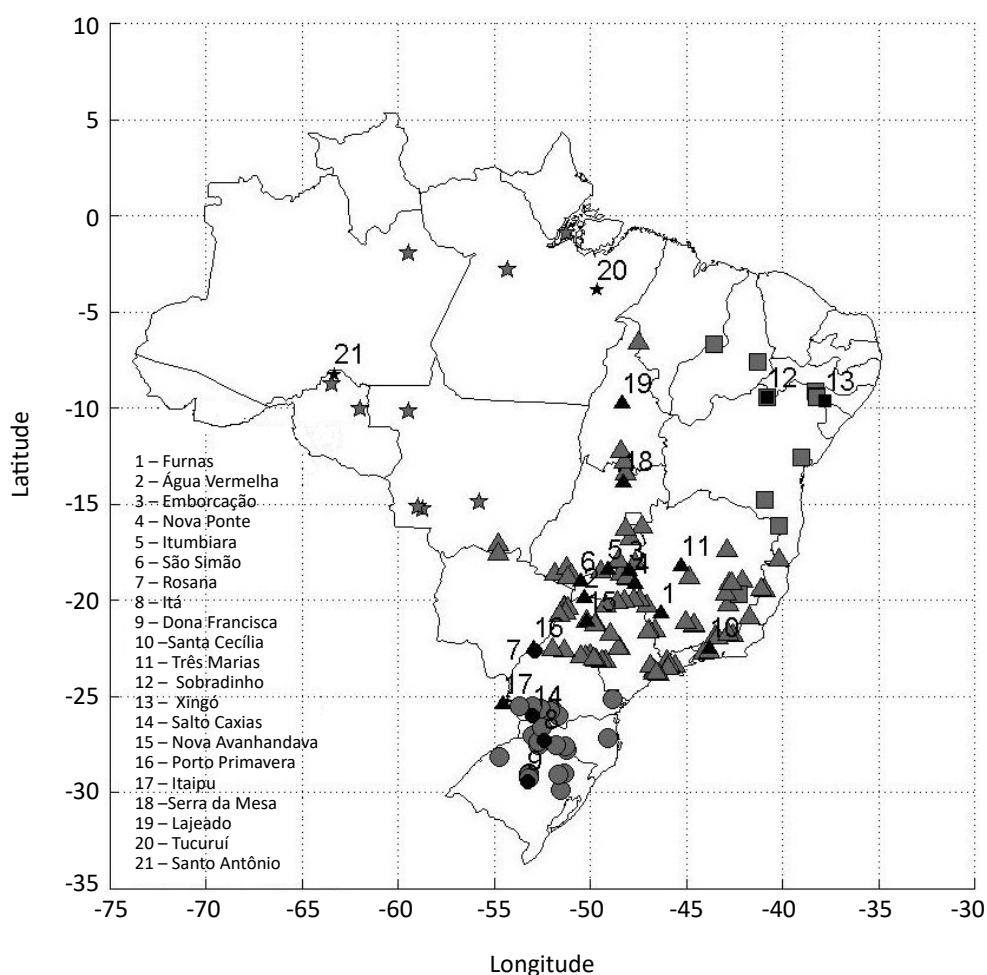 10
5
0
-5
-10
-15
-20
-25
-30
-35
Latitude
20
21
19
12
13
18
11
5
3
6
4
2
15
1
16
10
7
17
14
8
9
1 – Furnas
2 – Água Vermelha
3 – Emborcação
4 – Nova Ponte
5 – Itumbiara
6 – São Simão
7 – Rosana
8 – Itá
9 – Dona Francisca
10 –Santa Cecília
11 – Três Marias
12 – Sobradinho
13 – Xingó
14 – Salto Caxias
15 – Nova Avanhandava
16 – Porto Primavera
17 – Itaipu
18 –Serra da Mesa
19 – Lajeado
20 – Tucuruí
21 – Santo Antônio
-75 -70 -65 -60 -55 -50 -45 -40 -35 -30
Longitude